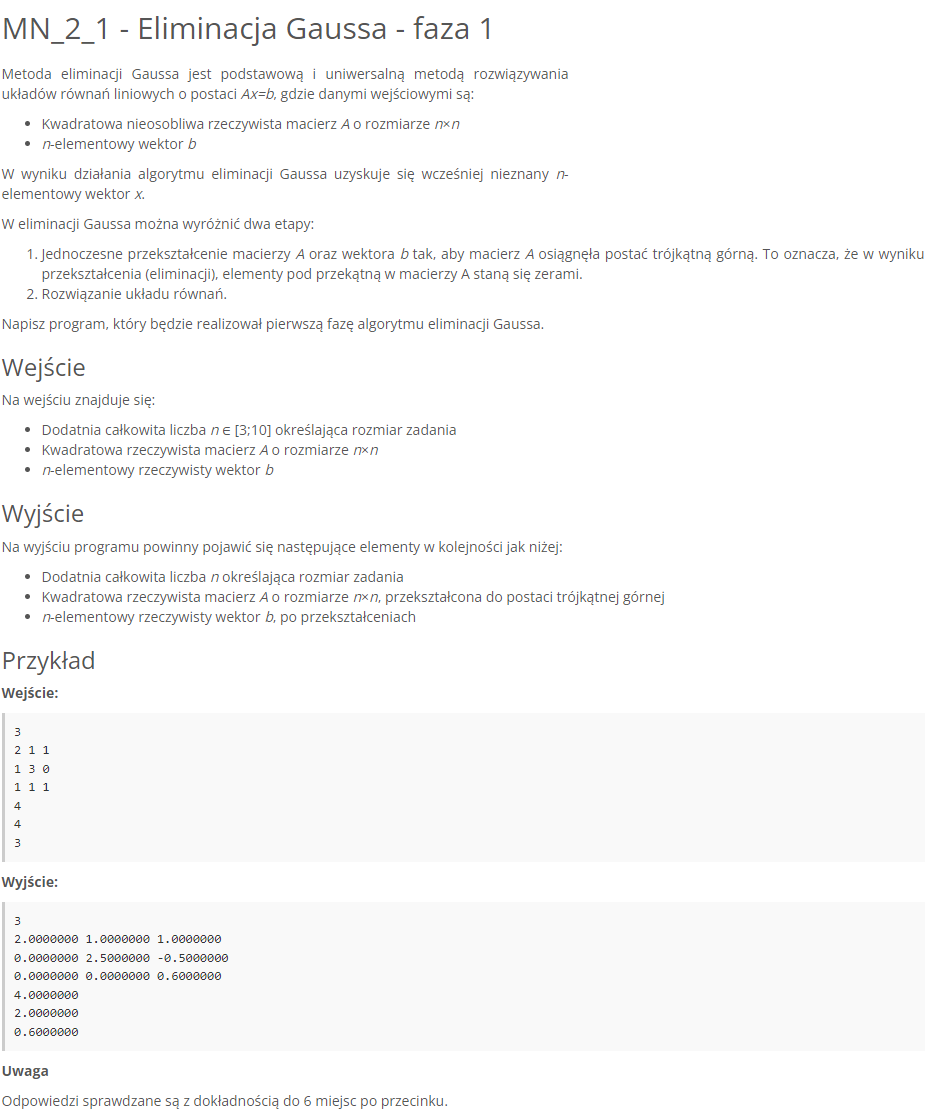 MN_2_1 - Eliminacja Gaussa - faza 1
Metoda eliminacji Gaussa jest podstawową i uniwersalną metodą rozwiązywania
układów równań liniowych o postaci Ax=b, gdzie danymi wejściowymi są:
• Kwadratowa nieosobliwa rzeczywista macierz A o rozmiarze n×n
• n-elementowy wektor b
W wyniku działania algorytmu eliminacji Gaussa uzyskuje się wcześniej nieznany n-
elementowy wektor x.
W eliminacji Gaussa można wyróżnić dwa etapy:
1. Jednoczesne przekształcenie macierzy A oraz wektora b tak, aby macierz A osiągnęła postać trójkątną górną. To oznacza, że w wyniku
przekształcenia (eliminacji), elementy pod przekątną w macierzy A staną się zerami.
2. Rozwiązanie układu równań.
Napisz program, który będzie realizował pierwszą fazę algorytmu eliminacji Gaussa.
Wejście
Na wejściu znajduje się:
• Dodatnia całkowita liczba n ∈ [3;10] określająca rozmiar zadania
• Kwadratowa rzeczywista macierz A o rozmiarze n×n
• n-elementowy rzeczywisty wektor b
Wyjście
Na wyjściu programu powinny pojawić się następujące elementy w kolejności jak niżej:
• Dodatnia całkowita liczba n określająca rozmiar zadania
• Kwadratowa rzeczywista macierz A o rozmiarze n×n, przekształcona do postaci trójkątnej górnej
• n-elementowy rzeczywisty wektor b, po przekształceniach
Przykład
Wejście:
3
2 1 1
1 3 0
1 1 1
4
4
3
Wyjście:
3
2.0000000 1.0000000 1.0000000
0.0000000 2.5000000 -0.5000000
0.0000000 0.0000000 0.6000000
4.0000000
2.0000000
0.6000000
Uwaga
Odpowiedzi sprawdzane są z dokładnością do 6 miejsc po przecinku.